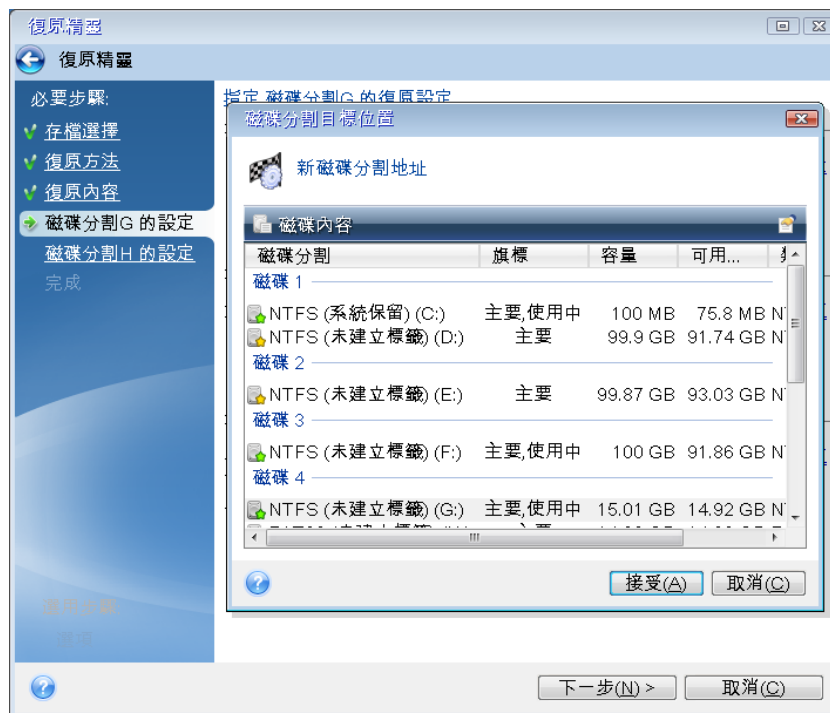 復原精靈
復原精靈
必要步驟:
存檔選擇
復原方法
復原內容
磁碟分割G 的設定
磁碟分割H 的設定
完成
指定 磁碟分割G 的復原設定
磁碟分割目標位置
新磁碟分割地址
磁碟內容
磁碟分割 旗標 容量 可用...
磁碟 1
NTFS (系統保留) (C:) 主要,使用中 100 MB 75.8 MB N
NTFS (未建立標籤) (D:) 主要 99.9 GB 91.74 GB N
磁碟 2
NTFS (未建立標籤) (E:) 主要 99.87 GB 93.03 GB N
磁碟 3
NTFS (未建立標籤) (F:) 主要,使用中 100 GB 91.86 GB N
磁碟 4
NTFS (未建立標籤) (G:) 主要,使用中 15.01 GB 14.92 GB N
接受(A) 取消(C)
選項
下一步(N) > 取消(C)